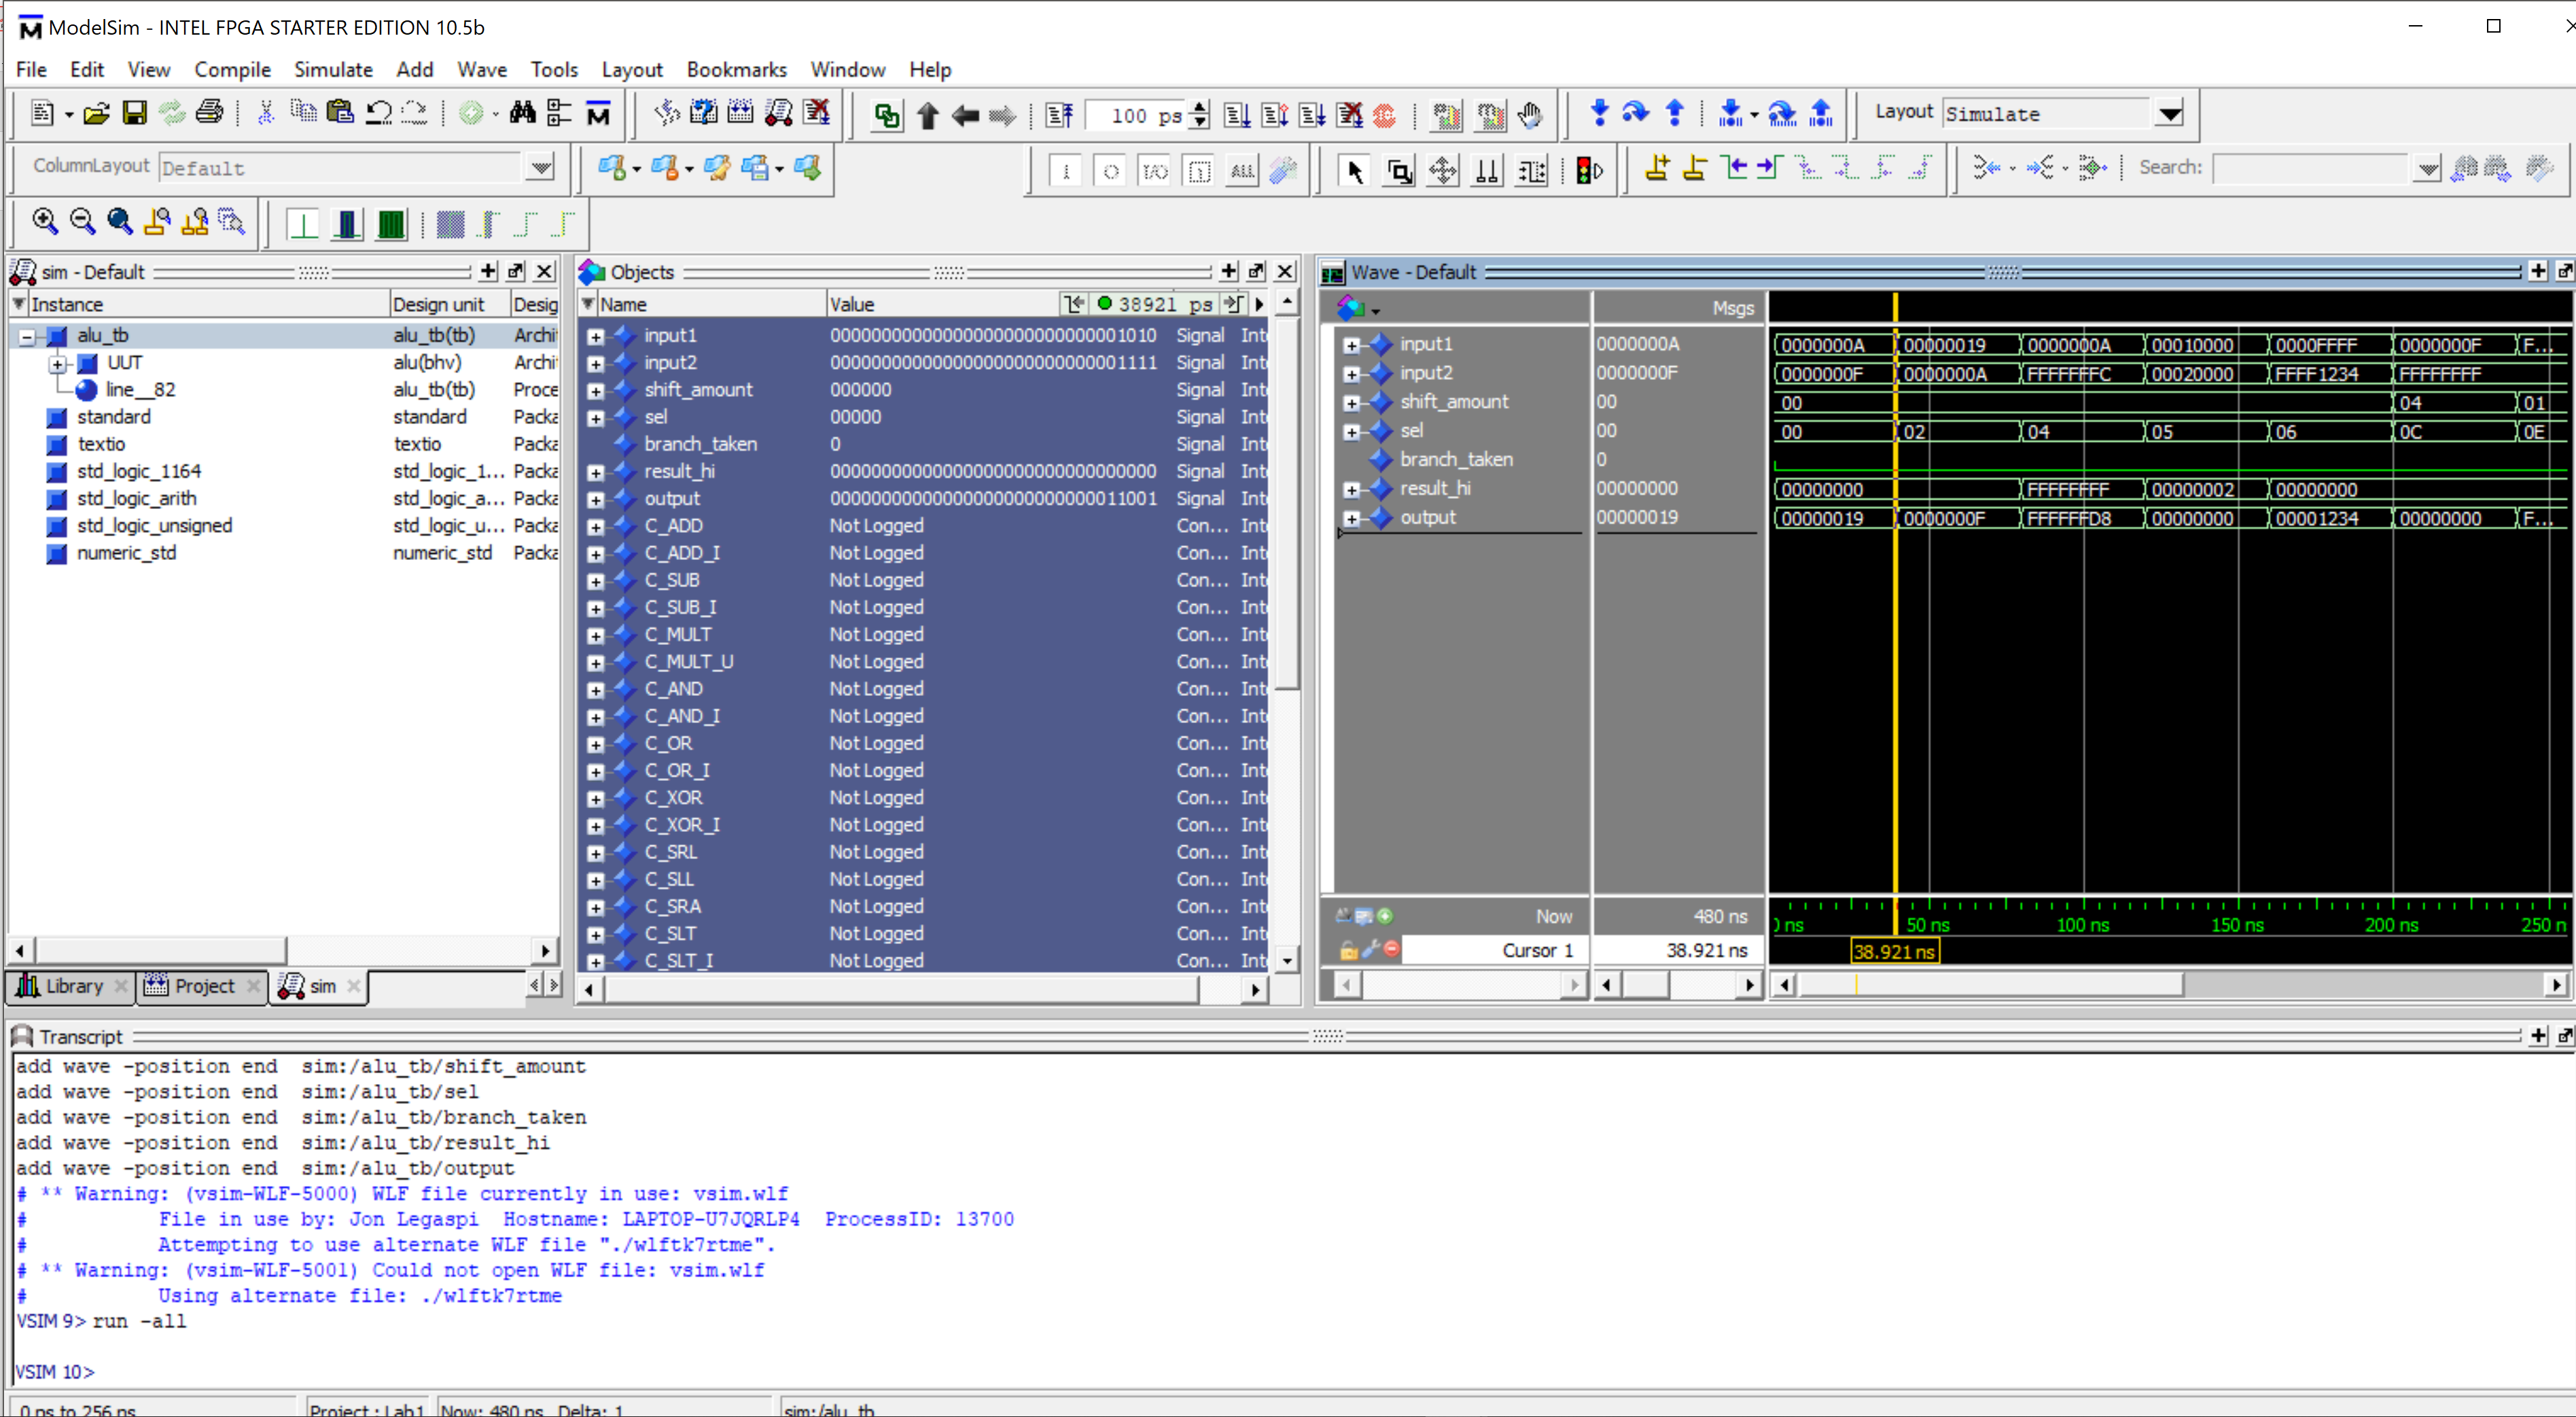 ModelSim - INTEL FPGA STARTER EDITION 10.5b
File Edit View Compile Simulate Add Wave Tools Layout Bookmarks Window Help
100 ps
Layout Simulate
ColumnLayout Default
ALL
Search:
sim - Default
Instance Design unit Desig
alu_tb alu_tb(tb) Archi
UUT alu(bhv) Archi
line__82 alu_tb(tb) Proce
standard standard Packa
textio textio Packa
std_logic_1164 std_logic_1... Packa
std_logic_arith std_logic_a... Packa
std_logic_unsigned std_logic_u... Packa
numeric_std numeric_std Packa
Library Project sim
Objects
Name Value 38921 ps
input1 00000000000000000000000000001010 Signal Int
input2 00000000000000000000000000001111 Signal Int
shift_amount 000000 Signal Int
sel 00000 Signal Int
branch_taken 0 Signal Int
result_hi 00000000000000000000000000000000 Signal Int
output 00000000000000000000000000011001 Signal Int
C_ADD Not Logged Con... Int
C_ADD_I Not Logged Con... Int
C_SUB Not Logged Con... Int
C_SUB_I Not Logged Con... Int
C_MULT Not Logged Con... Int
C_MULT_U Not Logged Con... Int
C_AND Not Logged Con... Int
C_AND_I Not Logged Con... Int
C_OR Not Logged Con... Int
C_OR_I Not Logged Con... Int
C_XOR Not Logged Con... Int
C_XOR_I Not Logged Con... Int
C_SRL Not Logged Con... Int
C_SLL Not Logged Con... Int
C_SRA Not Logged Con... Int
C_SLT Not Logged Con... Int
C_SLT_I Not Logged Con... Int
Wave - Default
Msgs
input1 0000000A 0000000A 00000019 0000000A 00010000 0000FFFF 0000000F F...
input2 0000000F 0000000F 0000000A FFFFFFFC 00020000 FFFF1234 FFFFFFFF
shift_amount 00 00 04 01
sel 00 00 02 04 05 06 0C 0E
branch_taken 0
result_hi 00000000 00000000 FFFFFFFF 00000002 00000000
output 00000019 00000019 0000000F FFFFFFD8 00000000 00001234 00000000 F...
Now 480 ns ns 50 ns 100 ns 150 ns 200 ns 250 n
Cursor 1 38.921 ns 38.921 ns
Transcript
add wave -position end  sim:/alu_tb/shift_amount
add wave -position end  sim:/alu_tb/sel
add wave -position end  sim:/alu_tb/branch_taken
add wave -position end  sim:/alu_tb/result_hi
add wave -position end  sim:/alu_tb/output
# ** Warning: (vsim-WLF-5000) WLF file currently in use: vsim.wlf
#           File in use by: Jon Legaspi  Hostname: LAPTOP-U7JQRLP4  ProcessID: 13700
#           Attempting to use alternate WLF file "./wlftk7rtme".
# ** Warning: (vsim-WLF-5001) Could not open WLF file: vsim.wlf
#           Using alternate file: ./wlftk7rtme
VSIM 9> run -all
VSIM 10>
0 ns to 256 ns Project : Lab1 Now: 480 ns Delta: 1 sim:/alu_tb